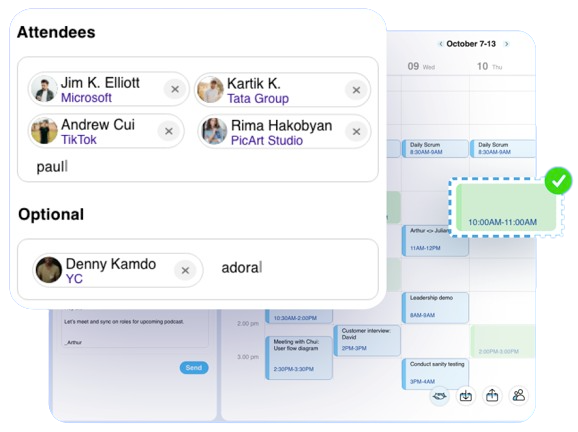 Attendees
Jim K. Elliott
Microsoft
Kartik K.
Tata Group
Andrew Cui
TikTok
Rima Hakobyan
PicArt Studio
paul
Optional
Denny Kamdo
YC
adora
October 7-13
09 Wed
10 Thu
Daily Scrum
8:30AM-9AM
Daily Scrum
8:30AM-9AM
10:00AM-11:00AM
Arthur <> Julian
11AM-12PM
Leadership demo
8AM-9AM
10:30AM-2:00PM
2:00 pm
Customer interview:
David
2PM-3PM
2:00PM-3:00PM
3:00 pm
Meeting with Chui:
User flow diagram
2:30PM-3:30PM
Conduct sanity testing
3PM-4AM
Let's meet and sync on roles for upcoming podcast.
_Arthur
Send